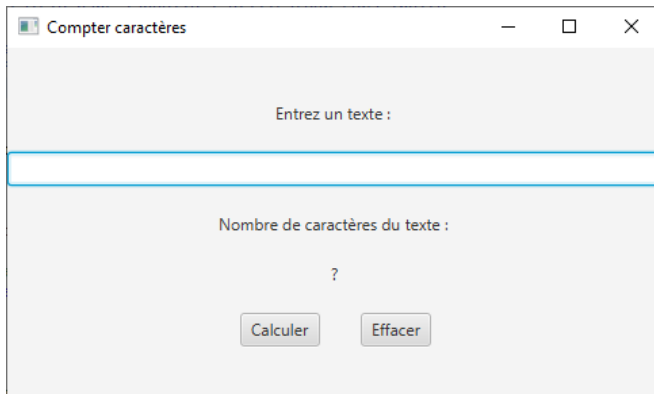 Compter caractères
Entrez un texte :
Nombre de caractères du texte :
?
Calculer Effacer